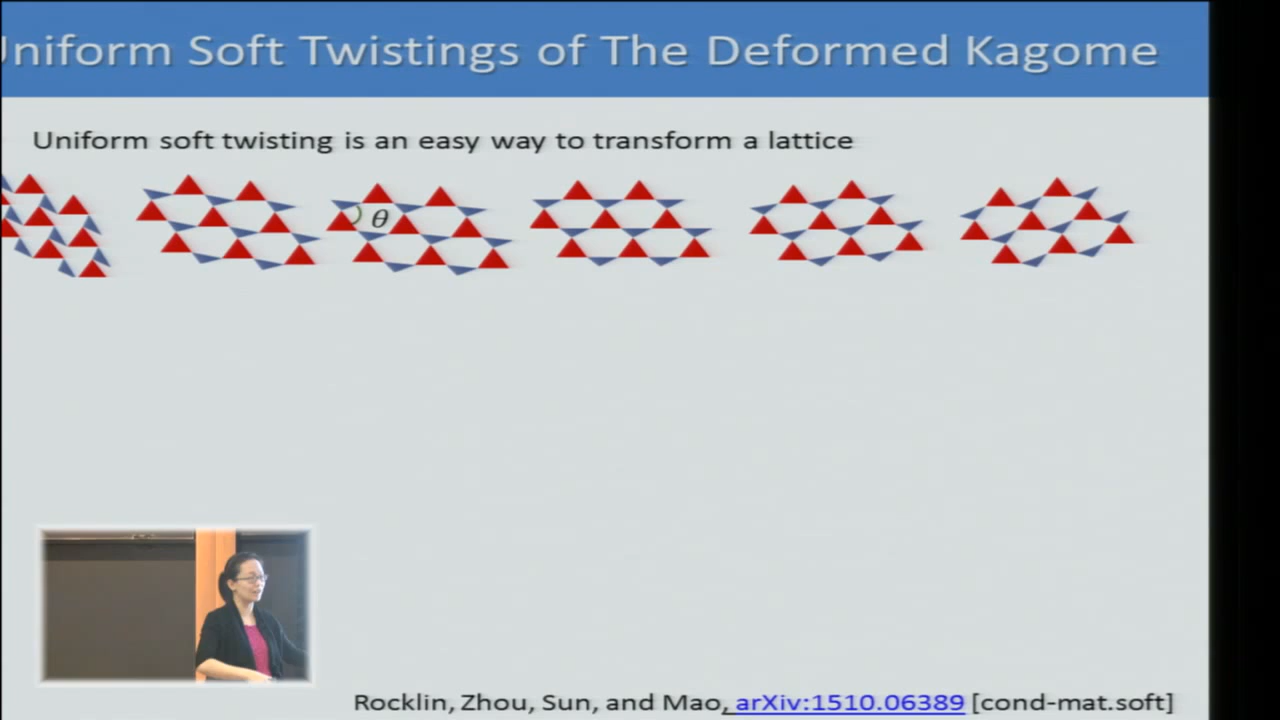 Uniform Soft Twistings of The Deformed Kagome
Uniform soft twisting is an easy way to transform a lattice
θ
Rocklin, Zhou, Sun, and Mao, arXiv:1510.06389 [cond-mat.soft]